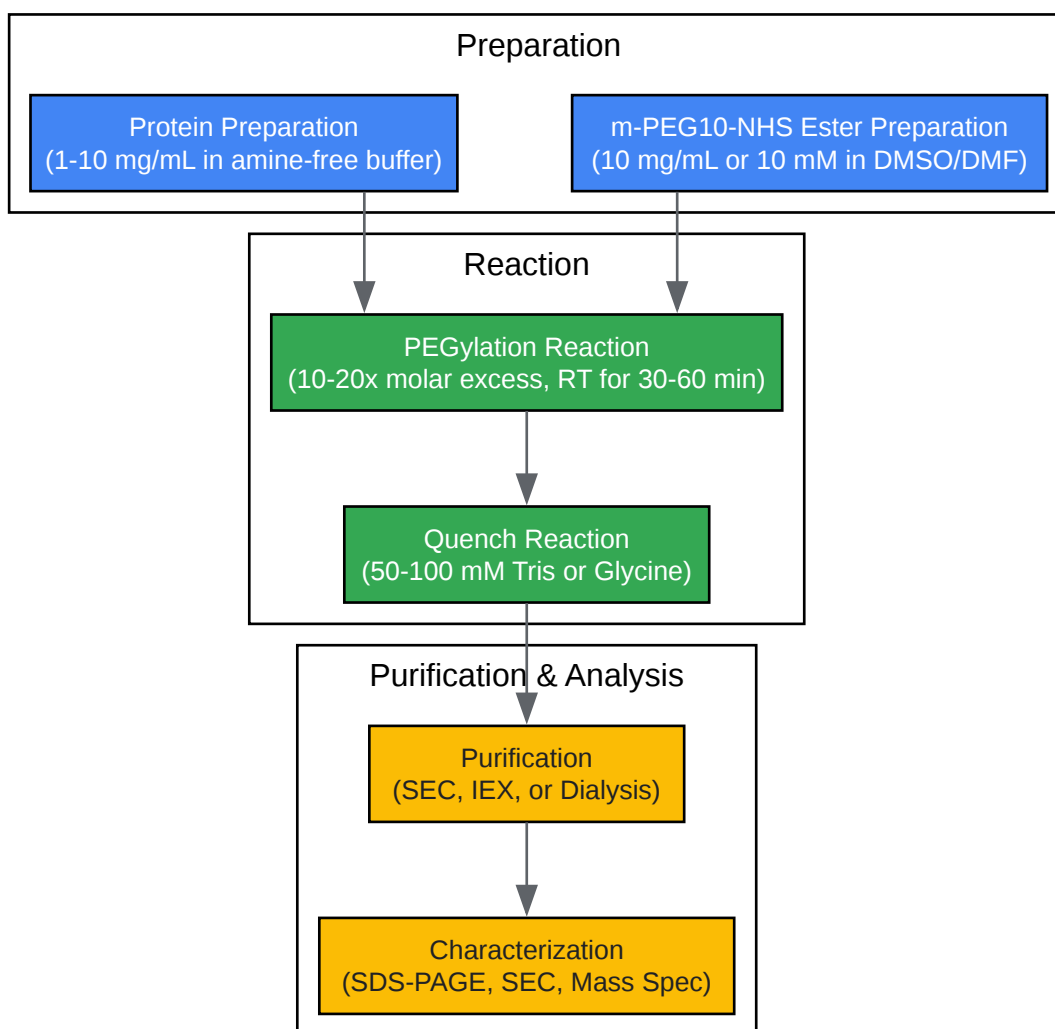 Preparation
Protein Preparation
(1-10 mg/mL in amine-free buffer)
m-PEG10-NHS Ester Preparation
(10 mg/mL or 10 mM in DMSO/DMF)
Reaction
PEGylation Reaction
(10-20x molar excess, RT for 30-60 min)
Quench Reaction
(50-100 mM Tris or Glycine)
Purification & Analysis
Purification
(SEC, IEX, or Dialysis)
Characterization
(SDS-PAGE, SEC, Mass Spec)